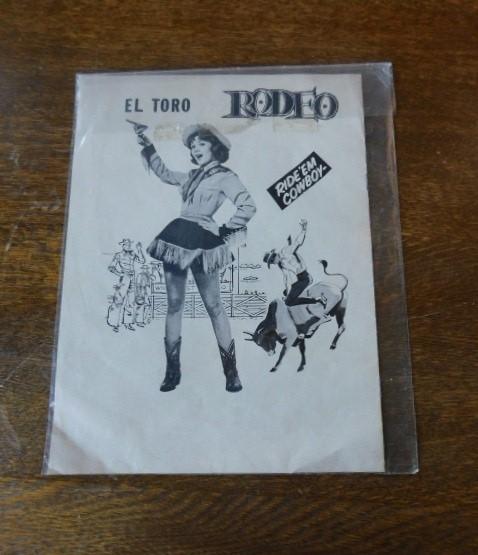 EL TORO RODEO
RIDE 'EM
COWBOY-